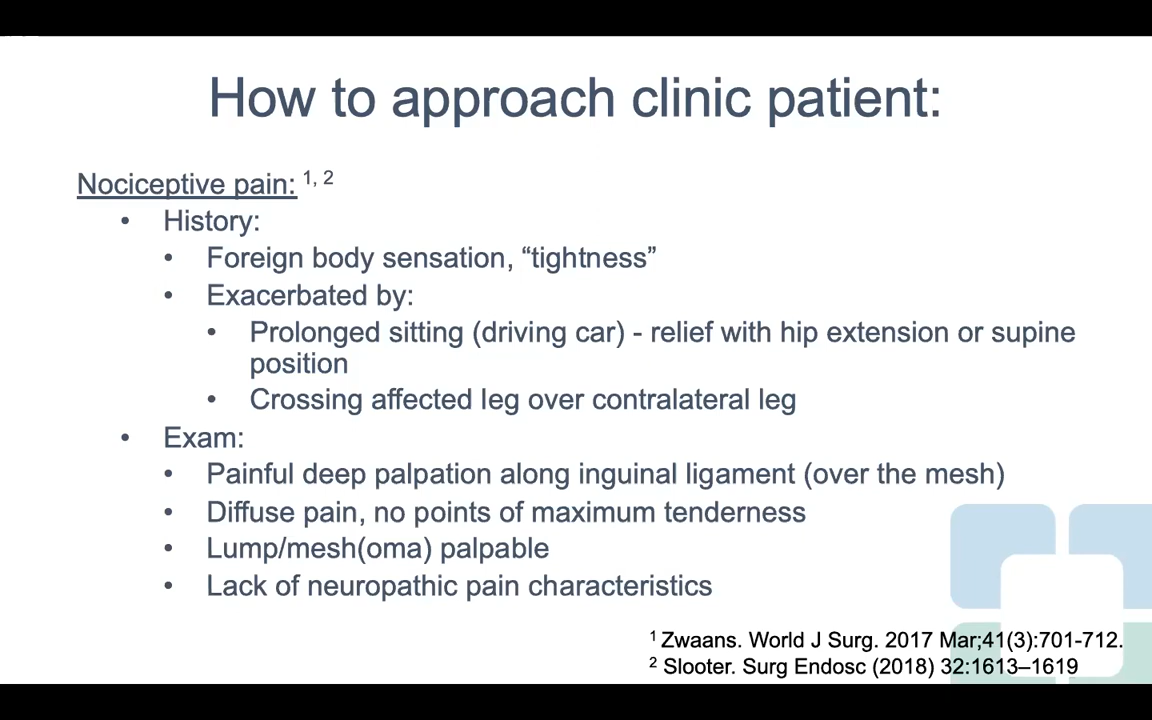 How to approach clinic patient:
Nociceptive pain: 1, 2
• History:
• Foreign body sensation, “tightness”
• Exacerbated by:
• Prolonged sitting (driving car) - relief with hip extension or supine
position
• Crossing affected leg over contralateral leg
• Exam:
• Painful deep palpation along inguinal ligament (over the mesh)
• Diffuse pain, no points of maximum tenderness
• Lump/mesh(oma) palpable
• Lack of neuropathic pain characteristics
1 Zwaans. World J Surg. 2017 Mar;41(3):701-712.
2 Slooter. Surg Endosc (2018) 32:1613–1619